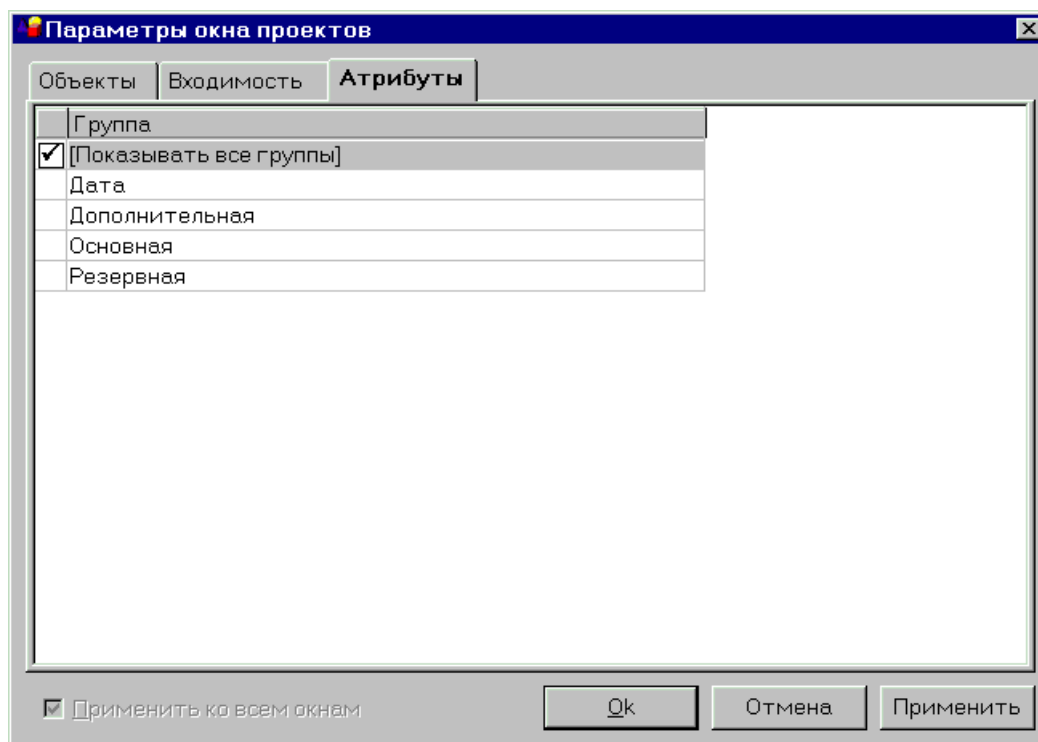 Параметры окна проектов
Объекты Входимость Атрибуты
Группа
[Показывать все группы]
Дата
Дополнительная
Основная
Резервная
Применить ко всем окнам Ok Отмена Применить